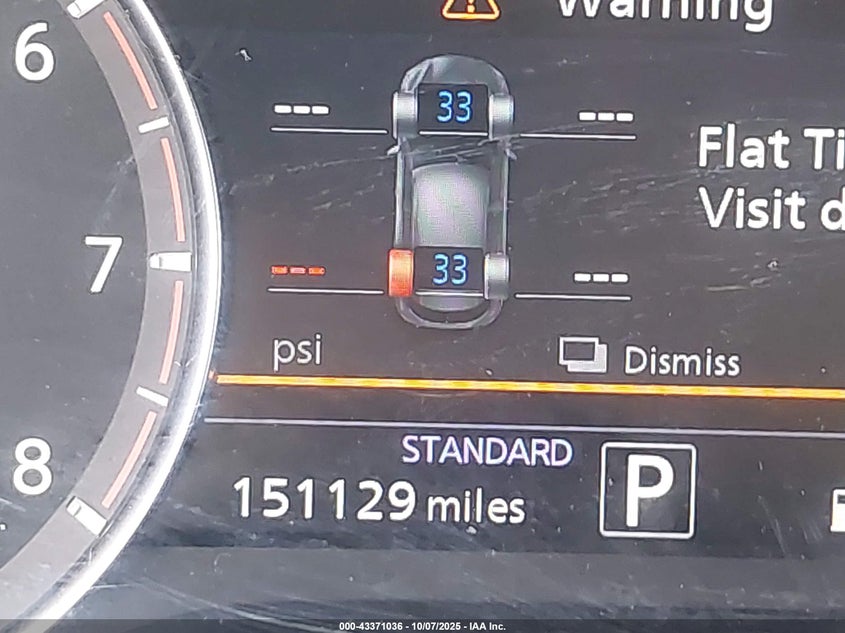 6
Warning
--- 33 ---
Flat Ti
Visit d
7
--- 33 ---
psi
Dismiss
STANDARD
8
151129 miles
P
000-43371036 - 10/07/2025 - IAA Inc.